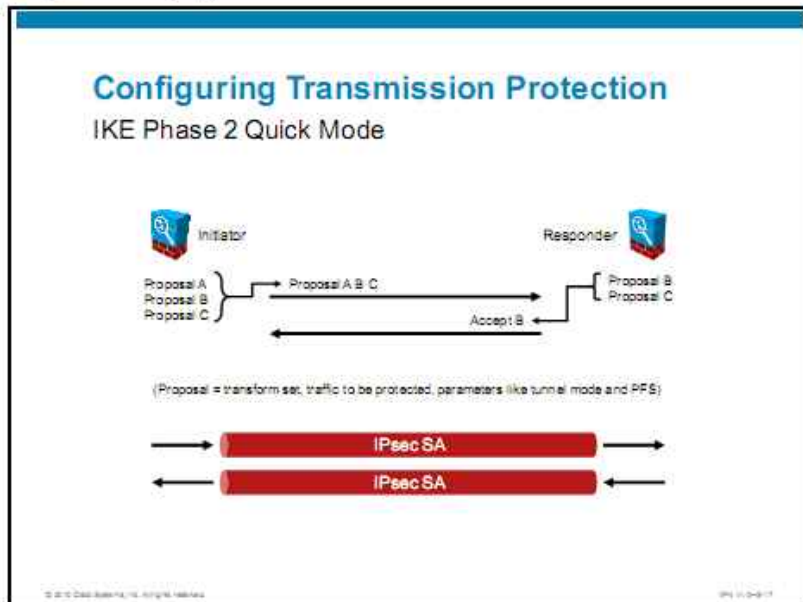 Configuring Transmission Protection
IKE Phase 2 Quick Mode
Initiator
Responder
Proposal A
Proposal B
Proposal C
Proposal A B C
Proposal B
Proposal C
Accept B
(Proposal = transform set, traffic to be protected, parameters like tunnel mode and PFS)
IPsec SA
IPsec SA